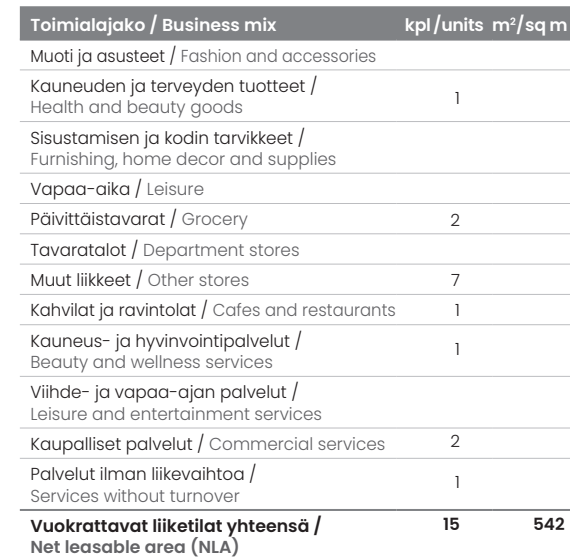 Toimialajako / Business mix kpl/units m²/sq m
Muoti ja asusteet / Fashion and accessories
Kauneuden ja terveyden tuotteet /
Health and beauty goods 1
Sisustamisen ja kodin tarvikkeet /
Furnishing, home decor and supplies
Vapaa-aika / Leisure
Päivittäistavarat / Grocery 2
Tavaratalot / Department stores
Muut liikkeet / Other stores 7
Kahvilat ja ravintolat / Cafes and restaurants 1
Kauneus- ja hyvinvointipalvelut /
Beauty and wellness services 1
Viihde- ja vapaa-ajan palvelut /
Leisure and entertainment services
Kaupalliset palvelut / Commercial services 2
Palvelut ilman liikevaihtoa /
Services without turnover 1
Vuokrattavat liiketilat yhteensä / 15 542
Net leasable area (NLA)